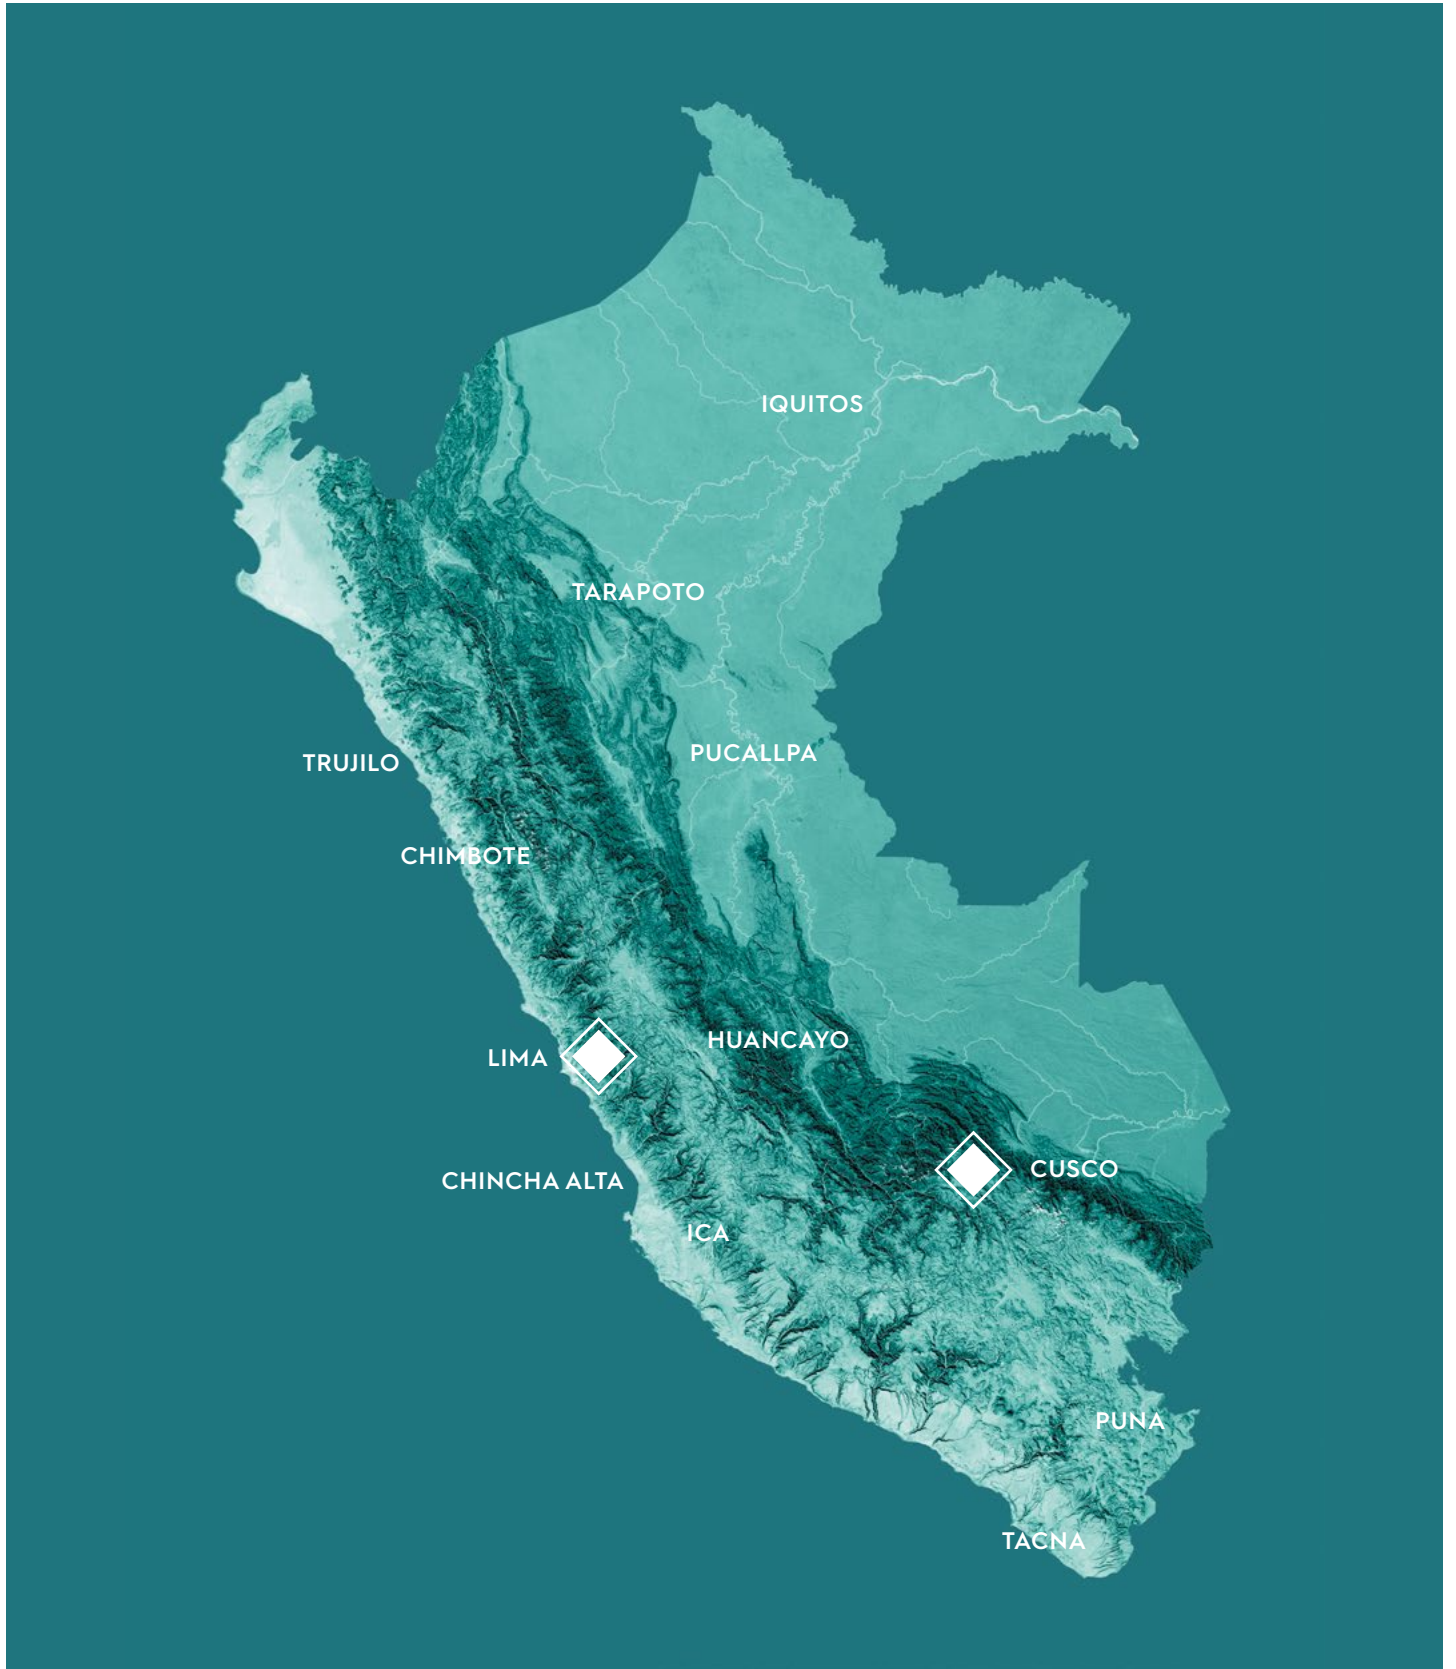 IQUITOS
TARAPOTO
PUCALLPA
TRUJILO
CHIMBOTE
HUANCAYO
LIMA
CUSCO
CHINCHA ALTA
ICA
PUNA
TACNA